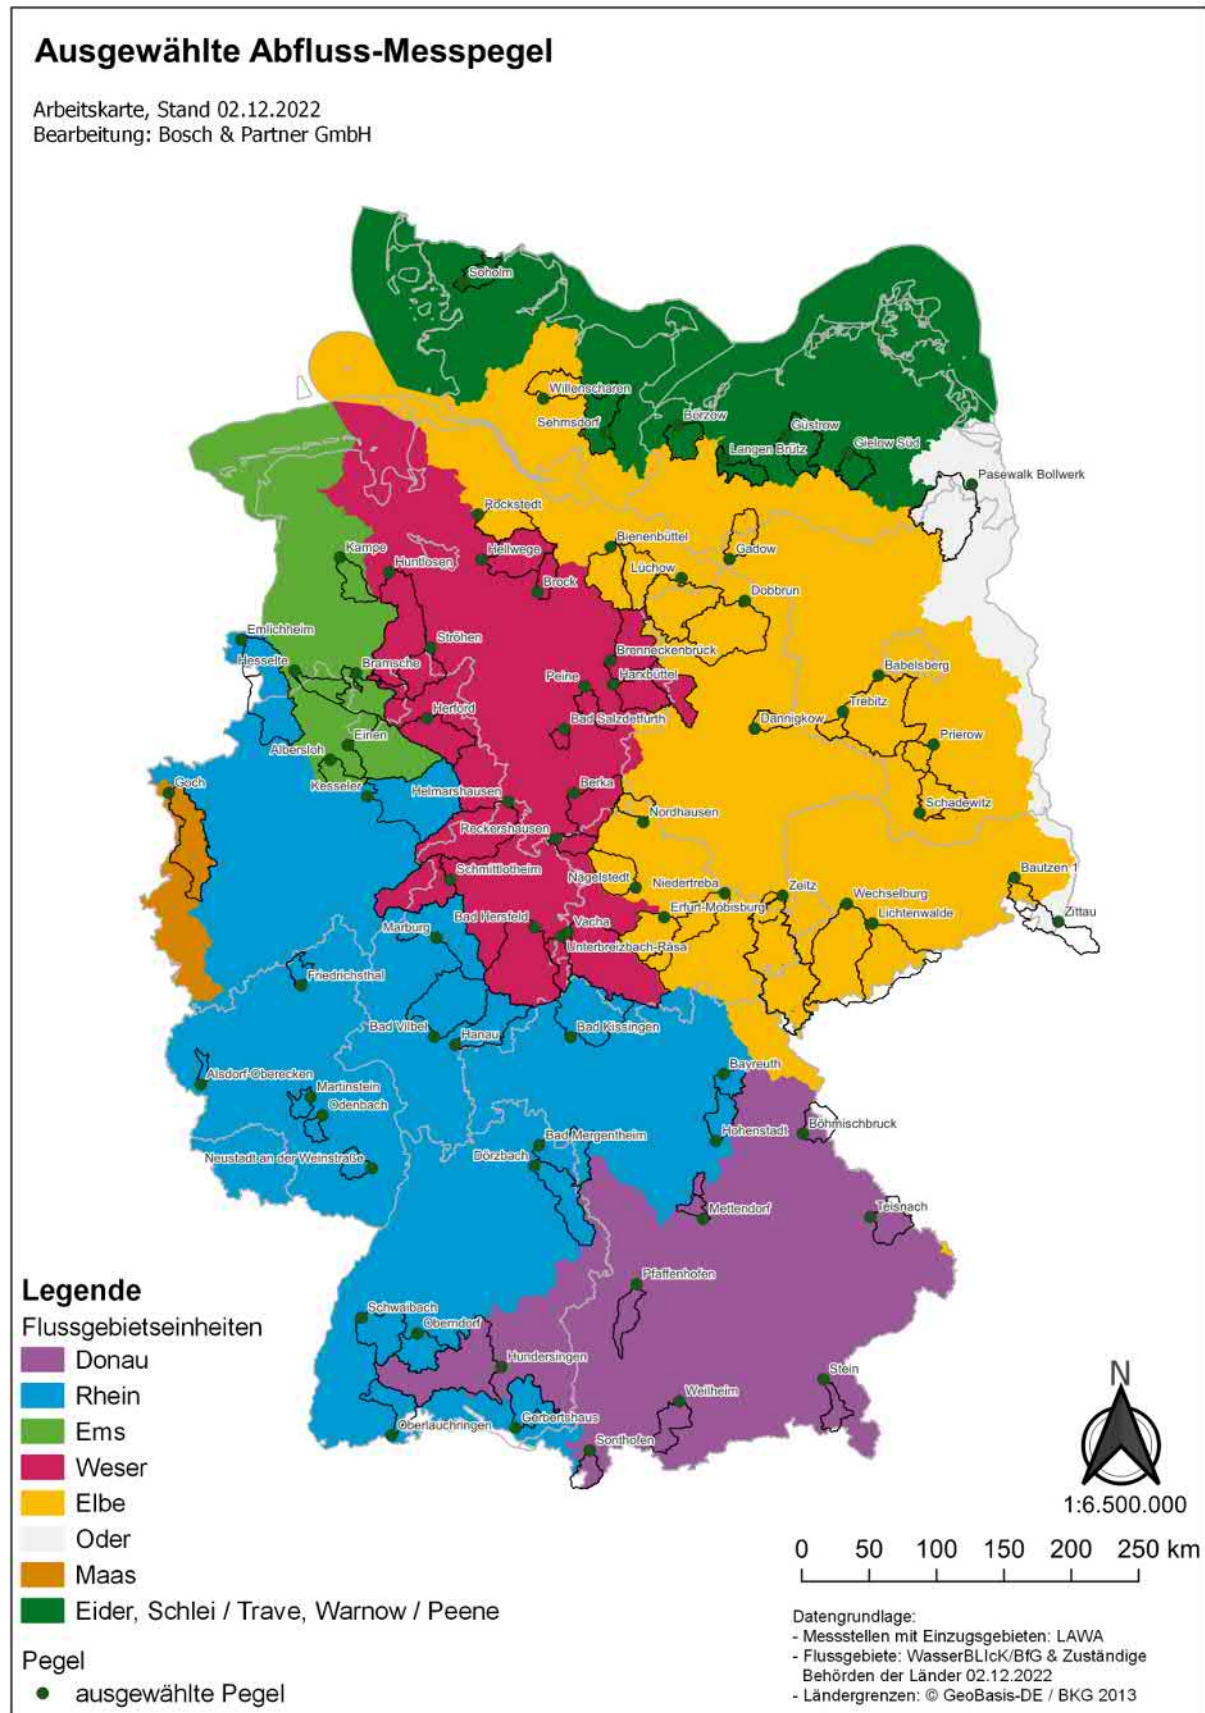 Ausgewählte Abfluss-Messpegel
Arbeitskarte, Stand 02.12.2022
Bearbeitung: Bosch & Partner GmbH
Soholm
Willenscharen
Sehmsdorf
Börzow
Güstrow
Langen Brütz
Gielow Süd
Pasewalk Bollwerk
Rockstedt
Bienenbüttel
Gadow
Kampe
Huntlosen
Hellwege
Lüchow
Brock
Dobbrun
Emlichheim
Ströhen
Hesselte
Bramsche
Brenneckenbrück
Babelsberg
Peine
Harxbüttel
Trebitz
Herford
Bad Salzdetfurth
Dannigkow
Albersloh
Einen
Prierow
Goch
Kesseler
Helmarshausen
Berka
Schadewitz
Nordhausen
Reckershausen
Schmittlotheim
Nägelstedt
Niedertreba
Zeitz
Wechselburg
Bautzen 1
Erfurt-Möbisburg
Lichtenwalde
Zittau
Marburg
Bad Hersfeld
Vacha
Unterbreizbach-Räsa
Friedrichsthal
Bad Vilbel
Hanau
Bad Kissingen
Bayreuth
Alsdorf-Oberecken
Martinstein
Odenbach
Böhmischbruck
Hohenstadt
Bad Mergentheim
Dörzbach
Neustadt an der Weinstraße
Mettendorf
Teisnach
Pfaffenhofen
Schwaibach
Oberndorf
Hundersingen
Stein
Weilheim
Oberlauchringen
Gerbertshaus
Sonthofen
Legende
Flussgebietseinheiten
Donau
Rhein
Ems
Weser
Elbe
Oder
Maas
Eider, Schlei / Trave, Warnow / Peene
Pegel
ausgewählte Pegel
N
1:6.500.000
0 50 100 150 200 250 km
Datengrundlage:
- Messstellen mit Einzugsgebieten: LAWA
- Flussgebiete: WasserBLIcK/BfG & Zuständige
Behörden der Länder 02.12.2022
- Ländergrenzen: © GeoBasis-DE / BKG 2013